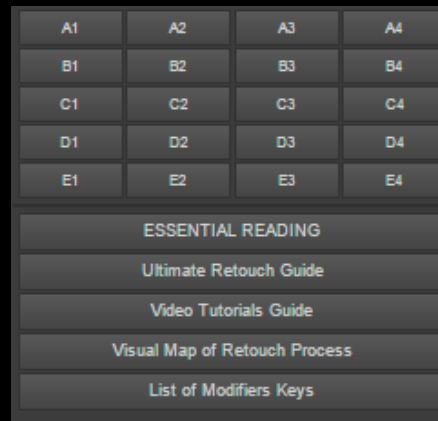 A1 A2 A3 A4
B1 B2 B3 B4
C1 C2 C3 C4
D1 D2 D3 D4
E1 E2 E3 E4
ESSENTIAL READING
Ultimate Retouch Guide
Video Tutorials Guide
Visual Map of Retouch Process
List of Modifiers Keys